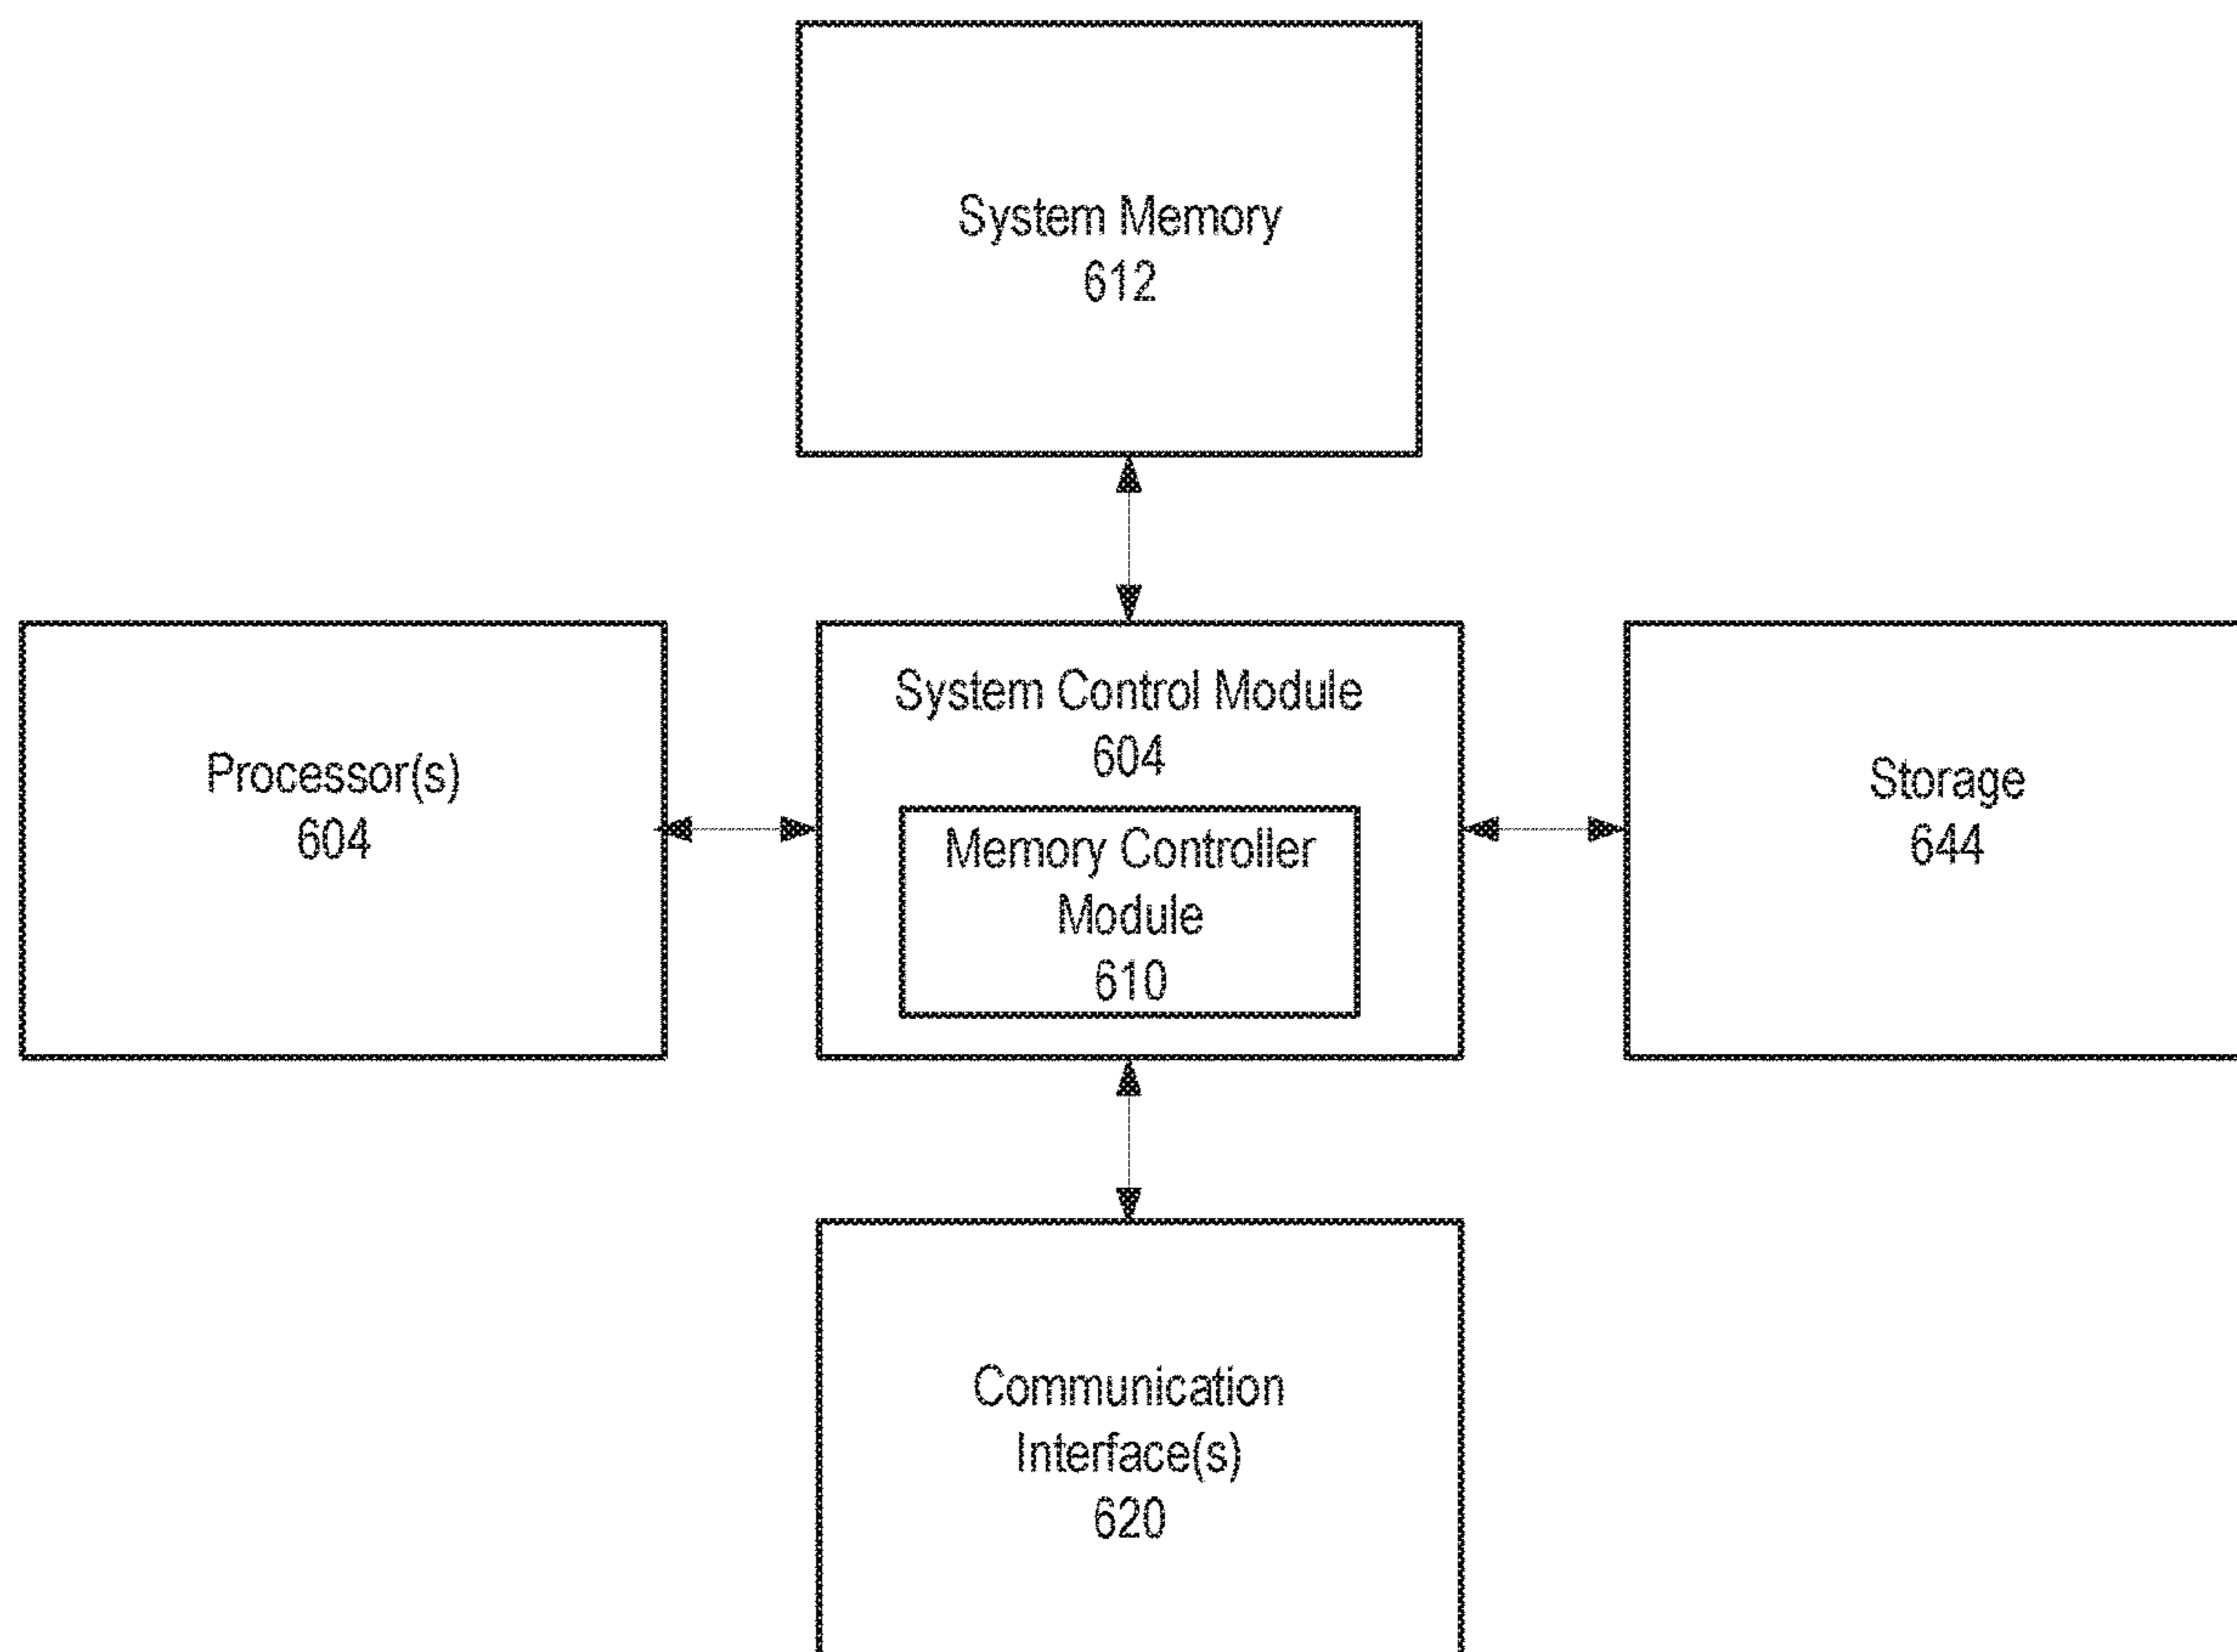 System Memory
612
Processor(s)
604
System Control Module
604
Memory Controller
Module
610
Storage
644
Communication
Interface(s)
620